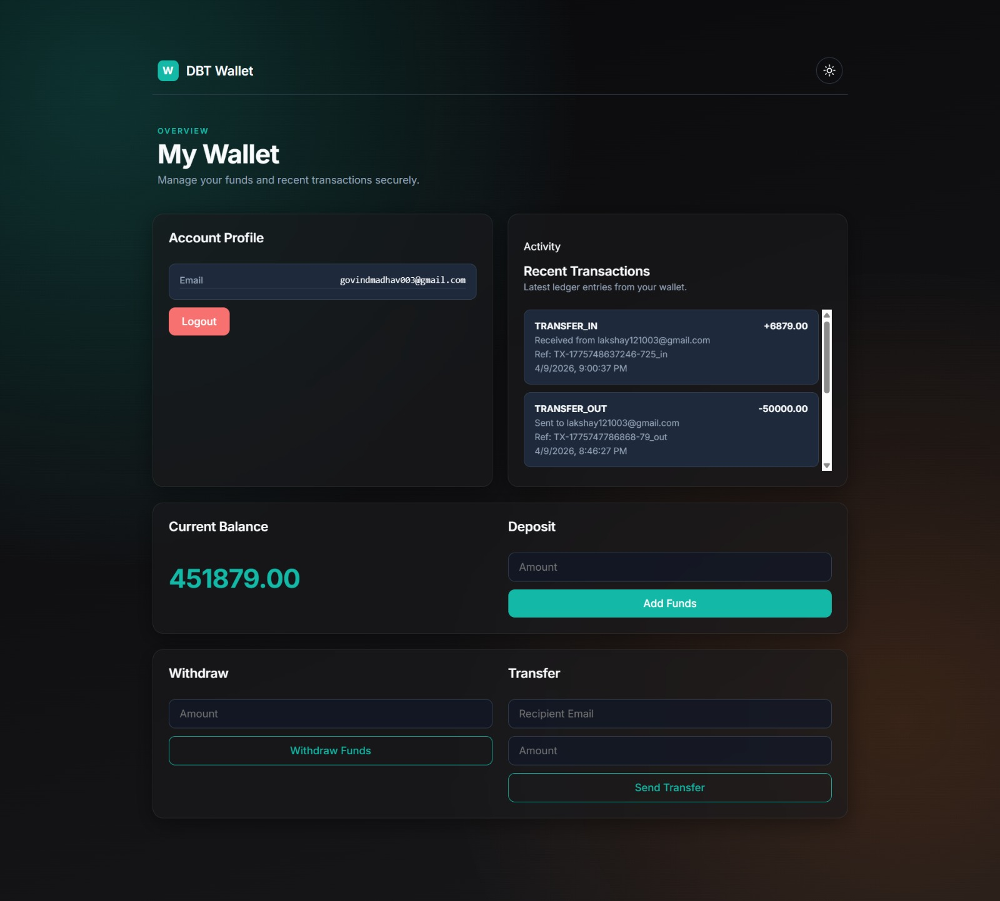 W DBT Wallet
OVERVIEW
My Wallet
Manage your funds and recent transactions securely.
Account Profile
Email govindmadhav003@gmail.com
Logout
Activity
Recent Transactions
Latest ledger entries from your wallet.
TRANSFER_IN +6879.00
Received from lakshay121003@gmail.com
Ref: TX-1775748637246-725_in
4/9/2026, 9:00:37 PM
TRANSFER_OUT -50000.00
Sent to lakshay121003@gmail.com
Ref: TX-1775747786868-79_out
4/9/2026, 8:46:27 PM
Current Balance
451879.00
Deposit
Amount
Add Funds
Withdraw
Amount
Withdraw Funds
Transfer
Recipient Email
Amount
Send Transfer